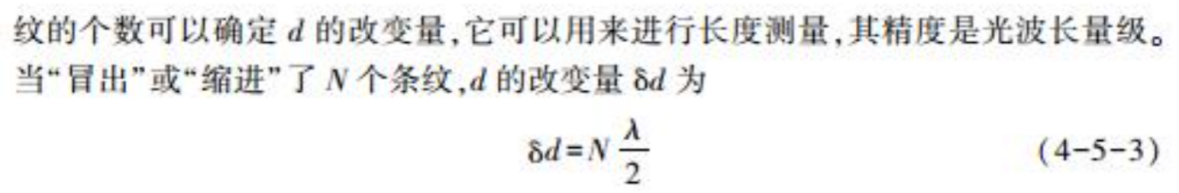 纹的个数可以确定 d 的改变量,它可以用来进行长度测量,其精度是光波长量级。
当“冒出”或“缩进”了 N 个条纹,d 的改变量 δd 为
δd=N λ/2 (4-5-3)